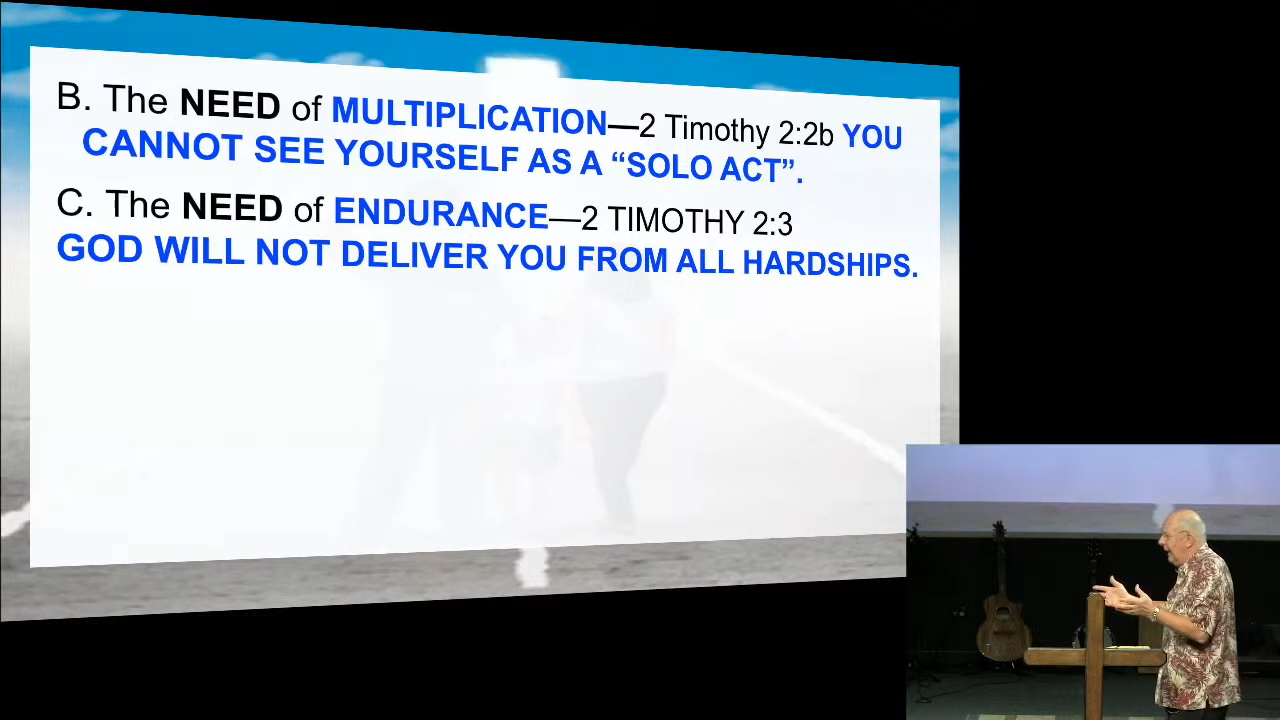 B. The NEED of MULTIPLICATION—2 Timothy 2:2b YOU
CANNOT SEE YOURSELF AS A “SOLO ACT”.
C. The NEED of ENDURANCE—2 TIMOTHY 2:3
GOD WILL NOT DELIVER YOU FROM ALL HARDSHIPS.